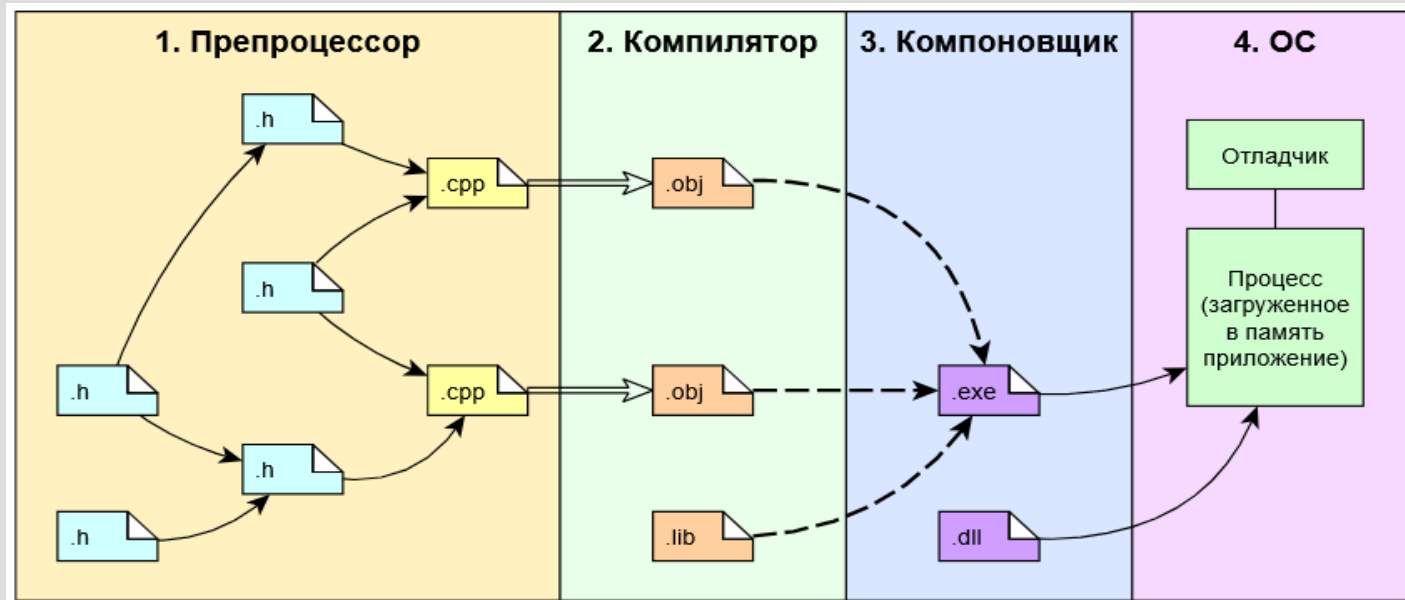 1. Препроцессор
2. Компилятор
3. Компоновщик
4. ОС
.h
.cpp
.obj
Отладчик
.h
Процесс
(загруженное
в память
приложение)
.h
.cpp
.obj
.exe
.h
.h
.lib
.dll